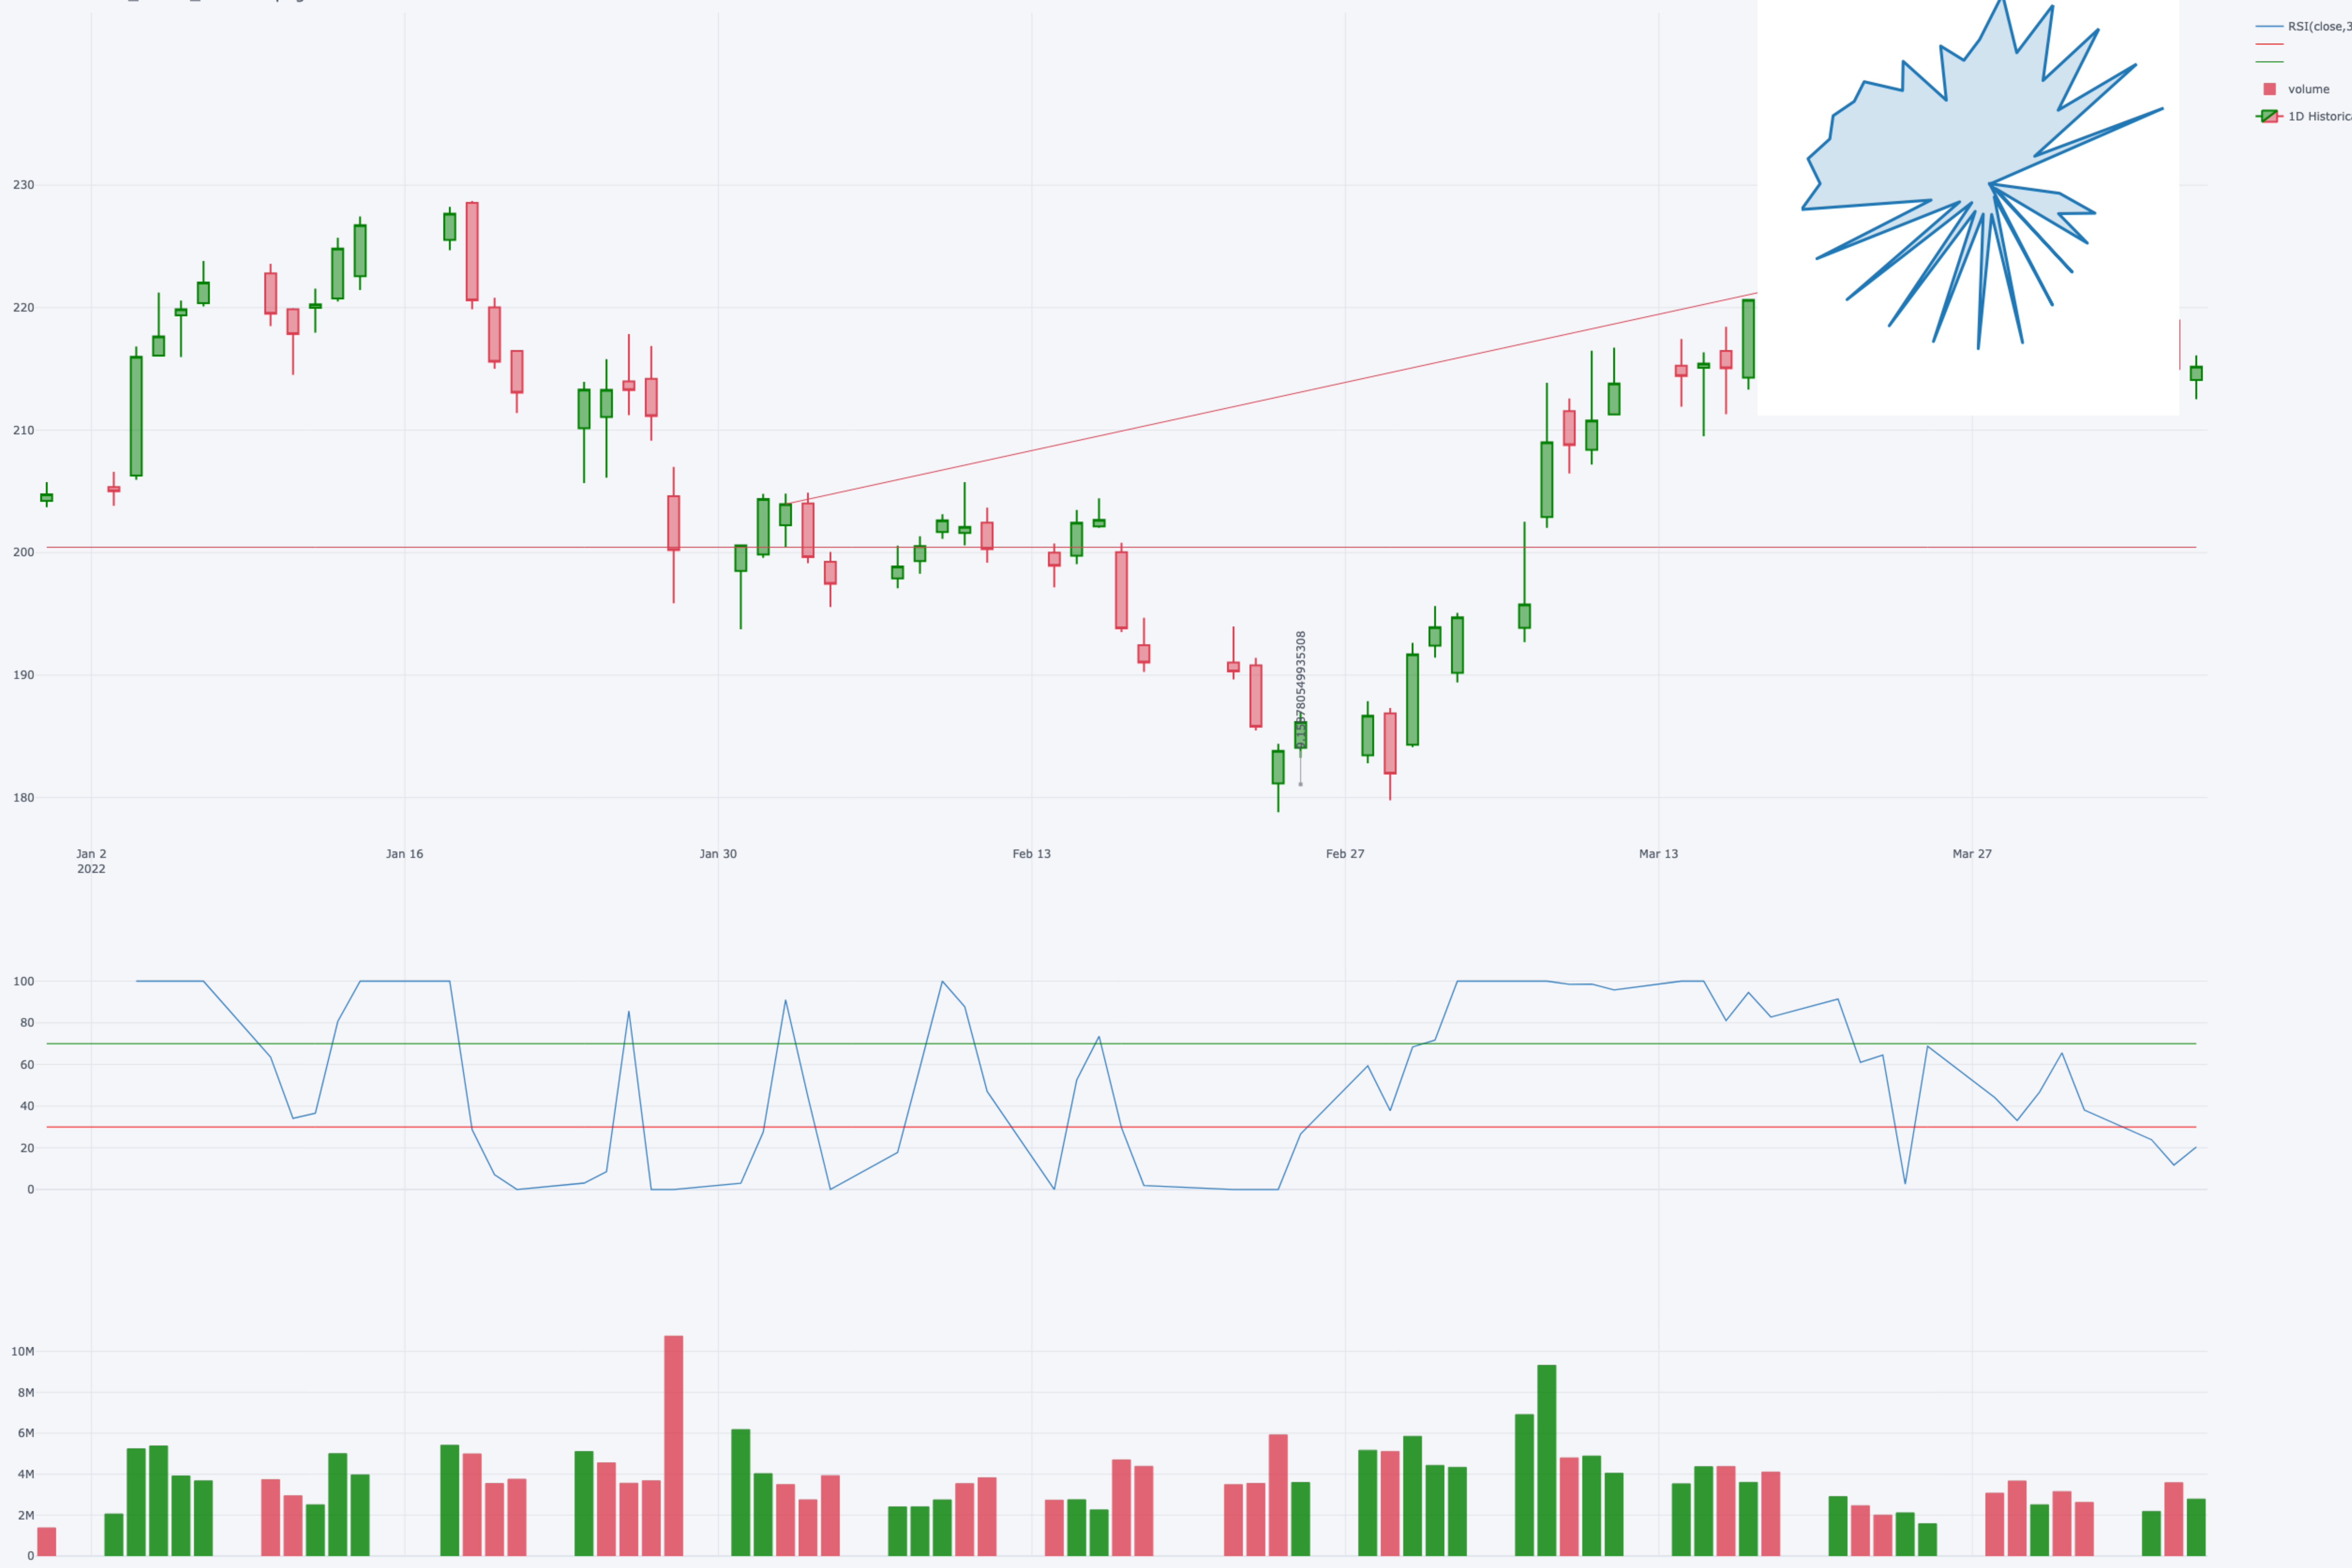 RSI(close,3
volume
1D Historica
230
220
210
200
190
180
Jan 2
2022
Jan 16
Jan 30
Feb 13
Feb 27
Mar 13
Mar 27
100
80
60
40
20
0
10M
8M
6M
4M
2M
0